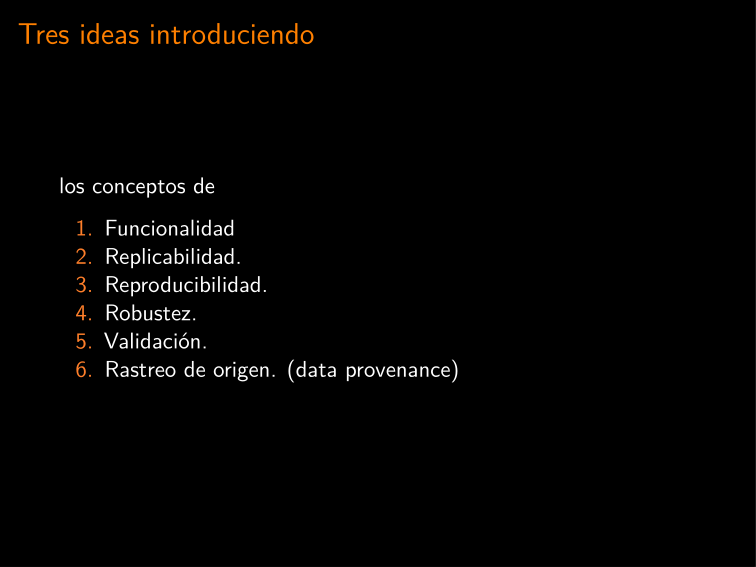 Tres ideas introduciendo
los conceptos de
1. Funcionalidad
2. Replicabilidad.
3. Reproducibilidad.
4. Robustez.
5. Validación.
6. Rastreo de origen. (data provenance)